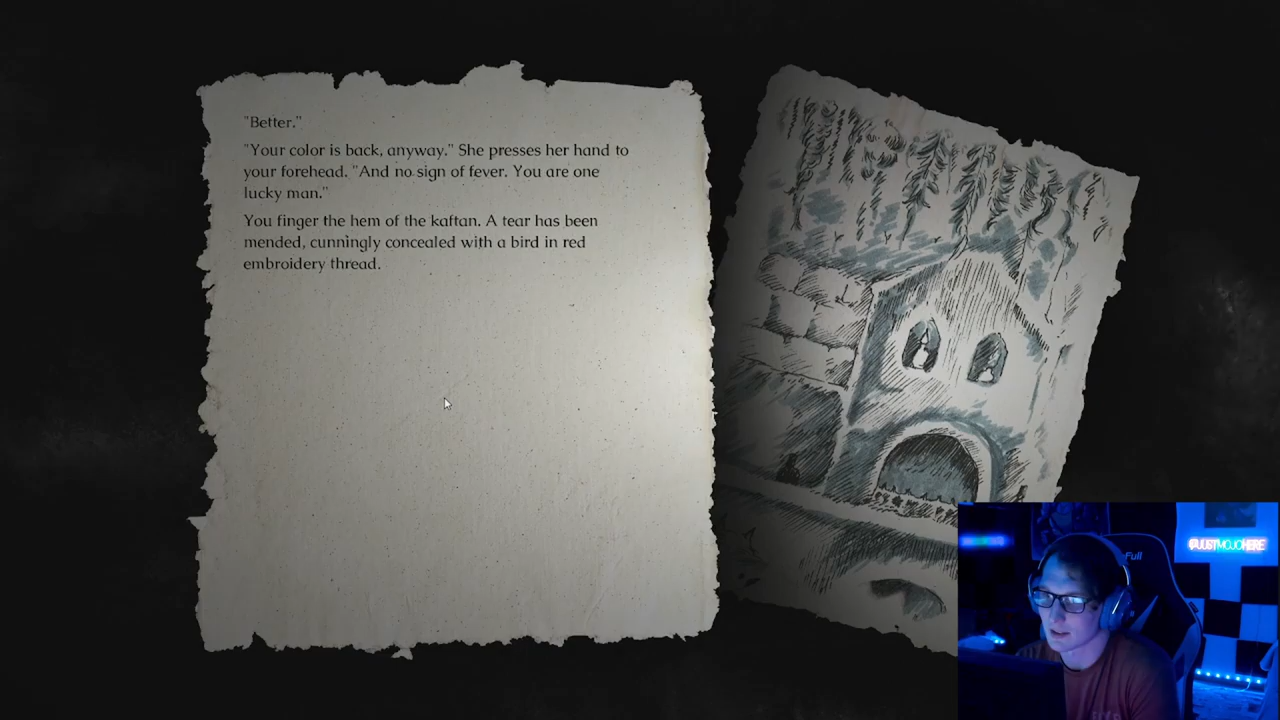 "Better."
"Your color is back, anyway." She presses her hand to
your forehead. "And no sign of fever. You are one
lucky man."
You finger the hem of the kaftan. A tear has been
mended, cunningly concealed with a bird in red
embroidery thread.
Full
@JUSTMOJOHERE